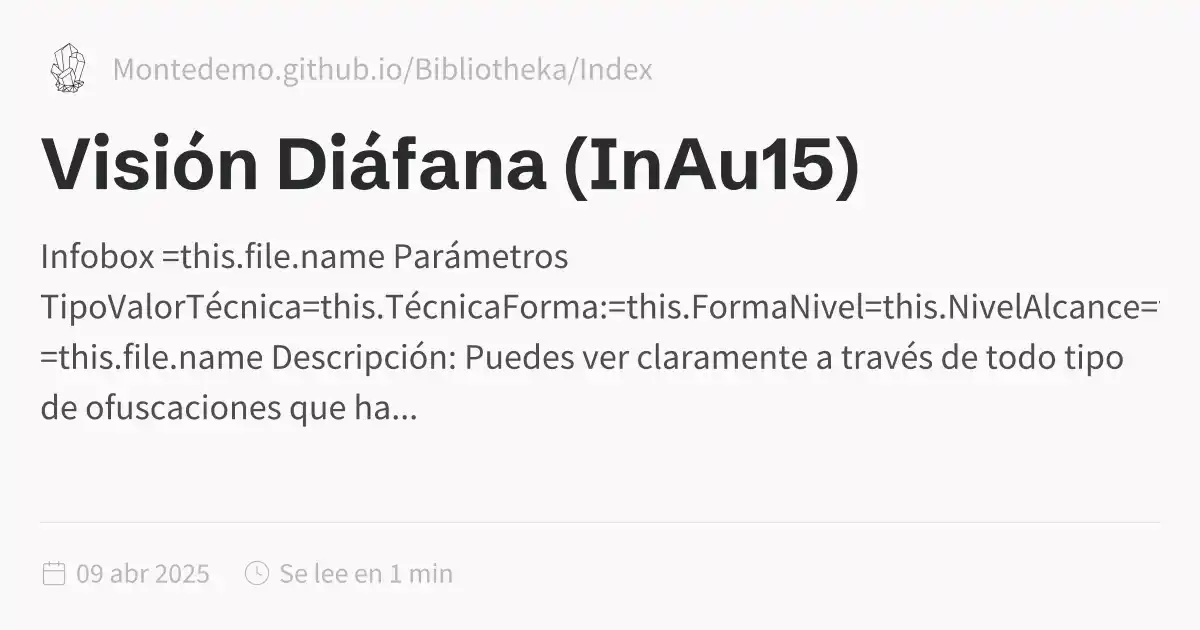 Montedemo.github.io/Bibliotheka/Index
Visión Diáfana (InAu15)
Infobox =this.file.name Parámetros
TipoValorTécnica=this.TécnicaForma:=this.FormaNivel=this.NivelAlcance=
=this.file.name Descripción: Puedes ver claramente a través de todo tipo
de ofuscaciones que ha...
09 abr 2025 Se lee en 1 min